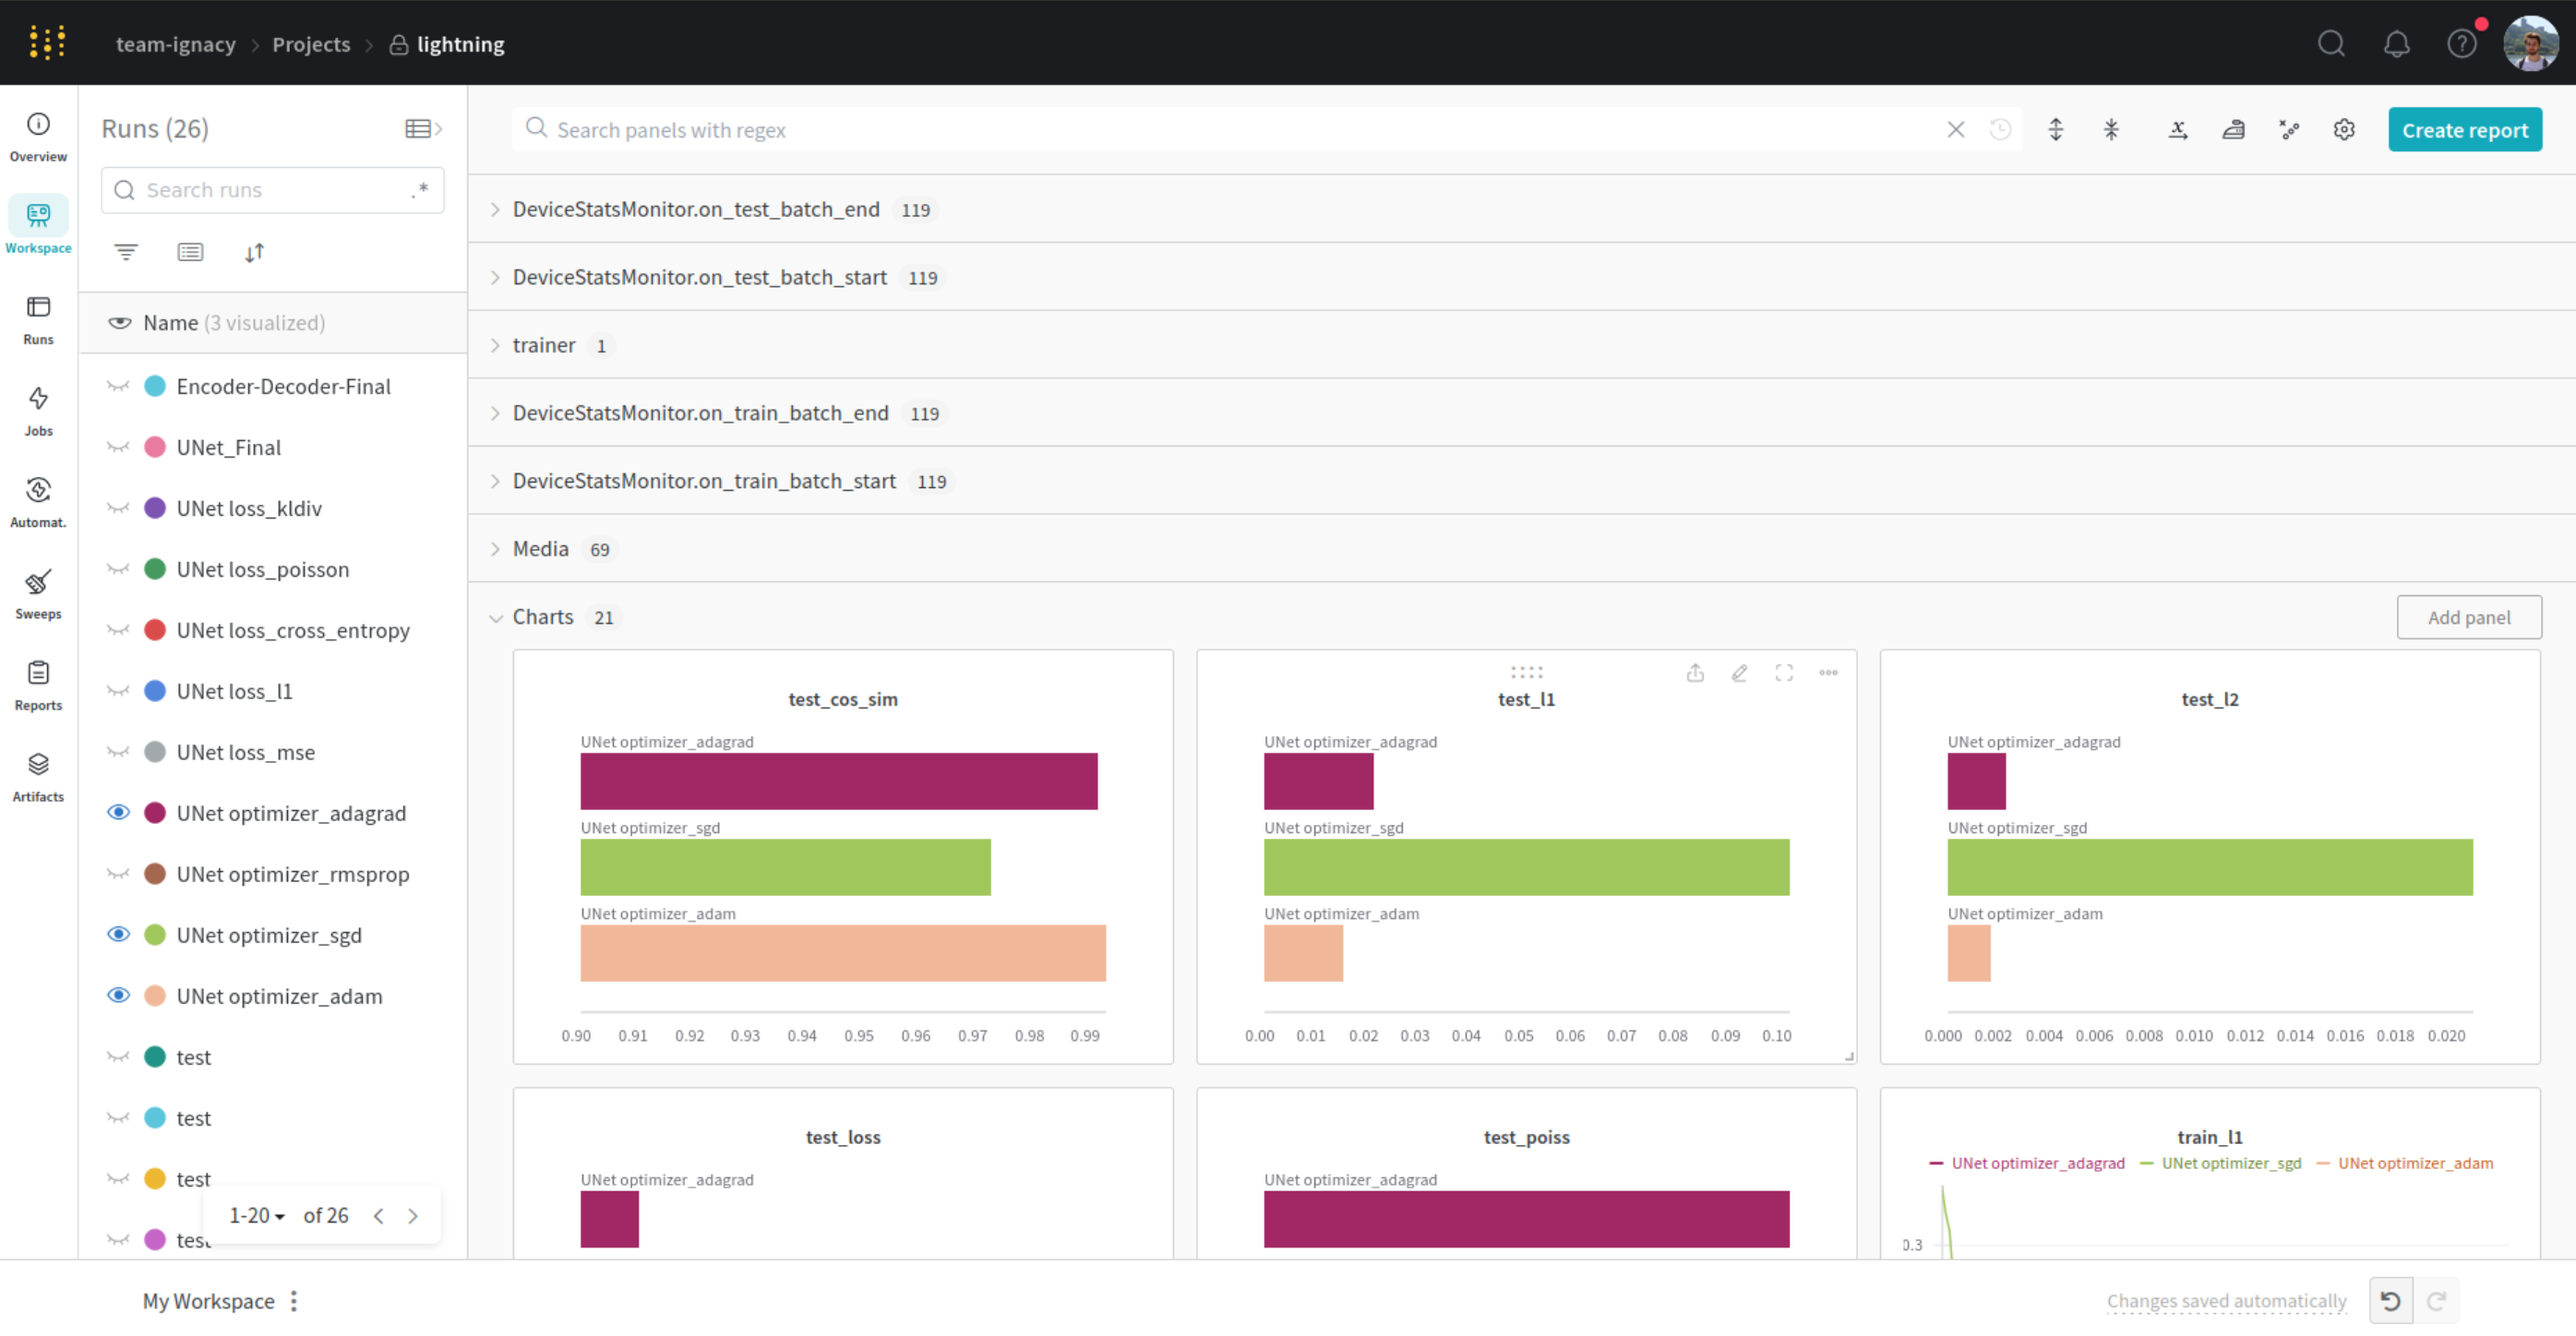 team-ignacy > Projects > lightning
Overview
Workspace
Runs
Jobs
Automat.
Sweeps
Reports
Artifacts
Runs (26)
Search runs
.*
Name (3 visualized)
Encoder-Decoder-Final
UNet_Final
UNet loss_kldiv
UNet loss_poisson
UNet loss_cross_entropy
UNet loss_l1
UNet loss_mse
UNet optimizer_adagrad
UNet optimizer_rmsprop
UNet optimizer_sgd
UNet optimizer_adam
test
test
test
test
1-20 of 26
Search panels with regex
Create report
DeviceStatsMonitor.on_test_batch_end 119
DeviceStatsMonitor.on_test_batch_start 119
trainer 1
DeviceStatsMonitor.on_train_batch_end 119
DeviceStatsMonitor.on_train_batch_start 119
Media 69
Charts 21
Add panel
test_cos_sim
UNet optimizer_adagrad
UNet optimizer_sgd
UNet optimizer_adam
0.90 0.91 0.92 0.93 0.94 0.95 0.96 0.97 0.98 0.99
test_l1
UNet optimizer_adagrad
UNet optimizer_sgd
UNet optimizer_adam
0.00 0.01 0.02 0.03 0.04 0.05 0.06 0.07 0.08 0.09 0.10
test_l2
UNet optimizer_adagrad
UNet optimizer_sgd
UNet optimizer_adam
0.000 0.002 0.004 0.006 0.008 0.010 0.012 0.014 0.016 0.018 0.020
test_loss
UNet optimizer_adagrad
test_poiss
UNet optimizer_adagrad
train_l1
UNet optimizer_adagrad UNet optimizer_sgd UNet optimizer_adam
0.3
My Workspace
Changes saved automatically